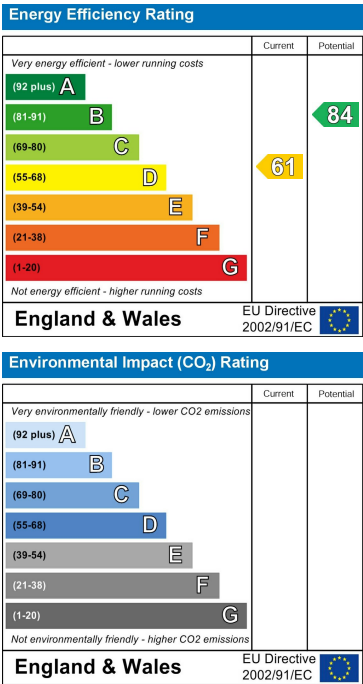 Energy Efficiency Rating
Current Potential
Very energy efficient - lower running costs
(92 plus) A
(81-91) B
84
(69-80) C
61
(55-68) D
(39-54) E
(21-38) F
(1-20) G
Not energy efficient - higher running costs
England & Wales
EU Directive
2002/91/EC
Environmental Impact (CO₂) Rating
Current Potential
Very environmentally friendly - lower CO2 emissions
(92 plus) A
(81-91) B
(69-80) C
(55-68) D
(39-54) E
(21-38) F
(1-20) G
Not environmentally friendly - higher CO2 emissions
England & Wales
EU Directive
2002/91/EC